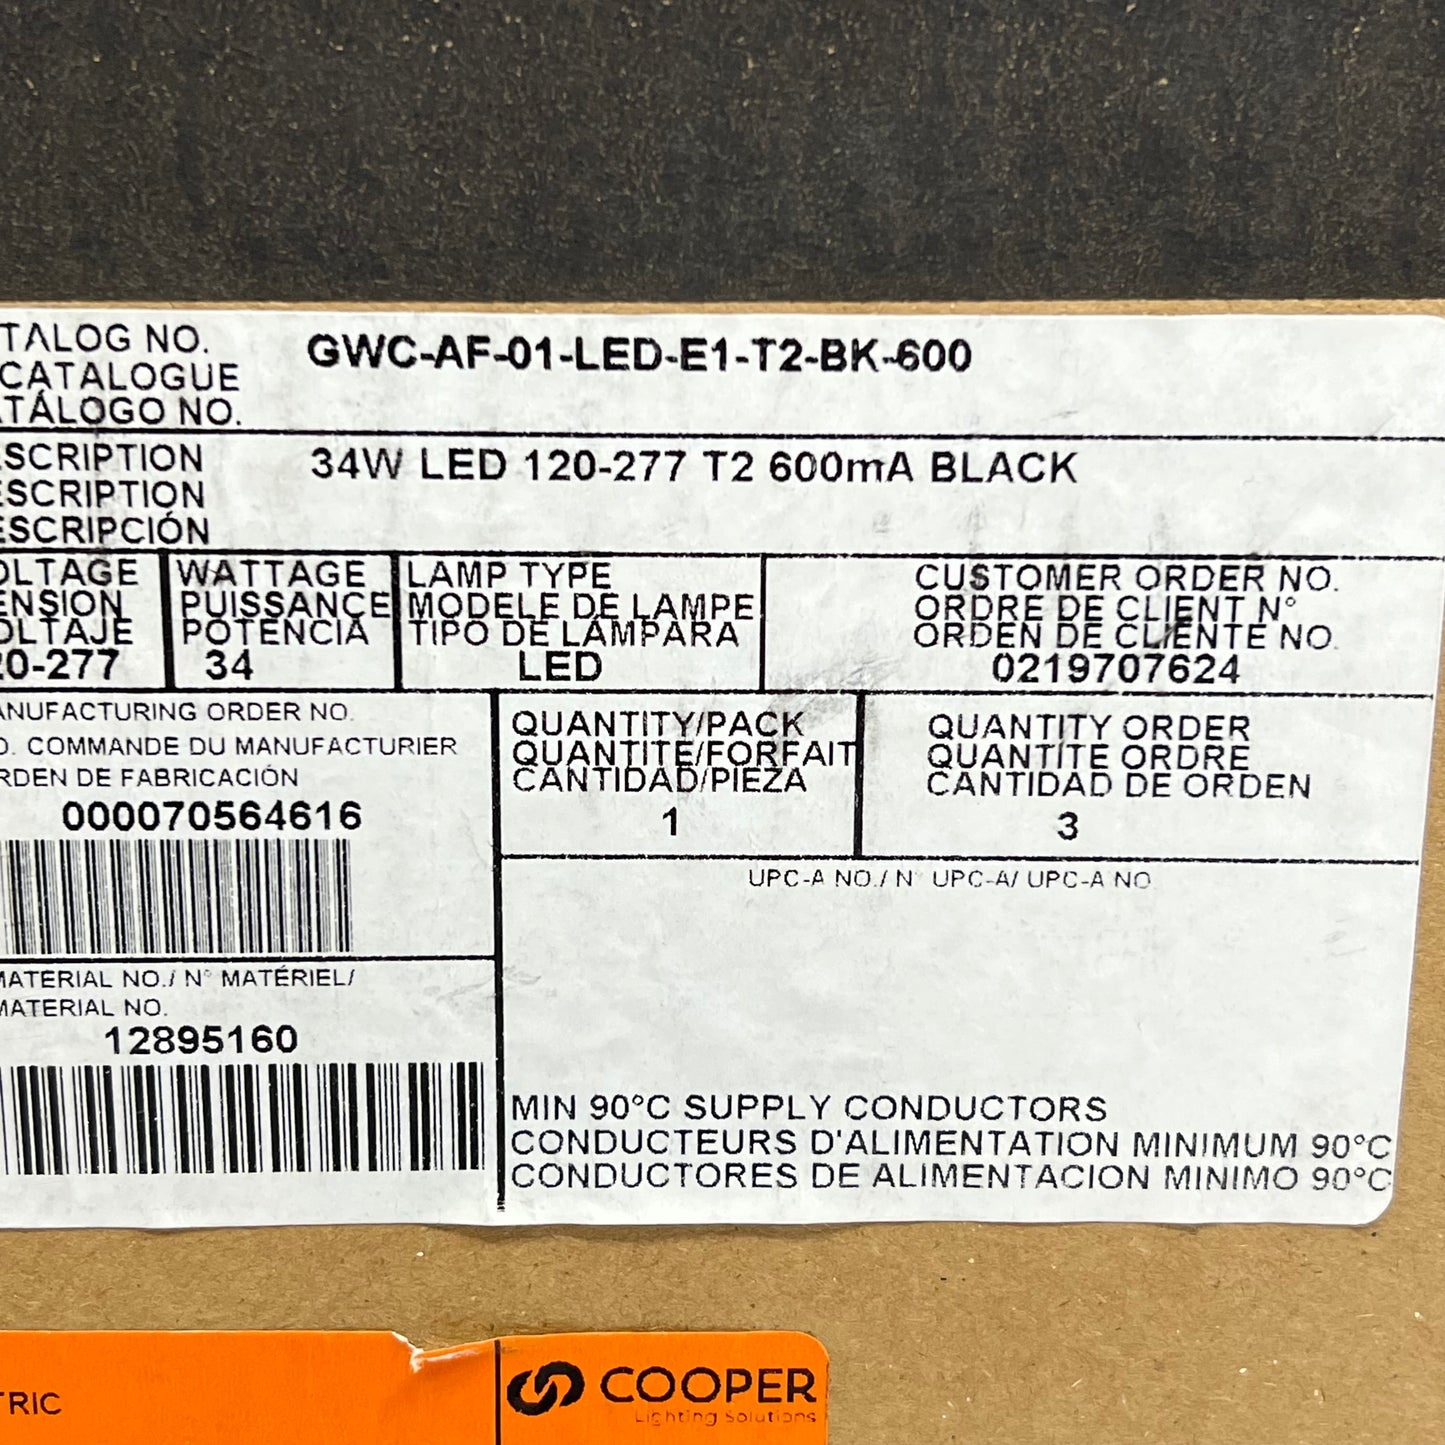 TALOG NO.
CATALOGUE
TÁLOGO NO.
GWC-AF-01-LED-E1-T2-BK-600
SCRIPTION
ESCRIPTION
ESCRIPCIÓN
34W LED 120-277 T2 600mA BLACK
OLTAGE
ENSION
OLTAJE
20-277
WATTAGE
PUISSANCE
POTENCIA
34
LAMP TYPE
MODELE DE LAMPE
TIPO DE LAMPARA
LED
CUSTOMER ORDER NO.
ORDRE DE CLIENT N°
ORDEN DE CLIENTE NO.
0219707624
ANUFACTURING ORDER NO.
O. COMMANDE DU MANUFACTURIER
RDEN DE FABRICACIÓN
000070564616
QUANTITY/PACK
QUANTITE/FORFAIT
CANTIDAD/PIEZA
1
QUANTITY ORDER
QUANTITE ORDRE
CANTIDAD DE ORDEN
3
UPC-A NO./ N° UPC-A/ UPC-A NO
MATERIAL NO./ N° MATÉRIEL/
MATERIAL NO.
12895160
MIN 90°C SUPPLY CONDUCTORS
CONDUCTEURS D'ALIMENTATION MINIMUM 90°C
CONDUCTORES DE ALIMENTACION MINIMO 90°C
TRIC
COOPER
Lighting Solutions